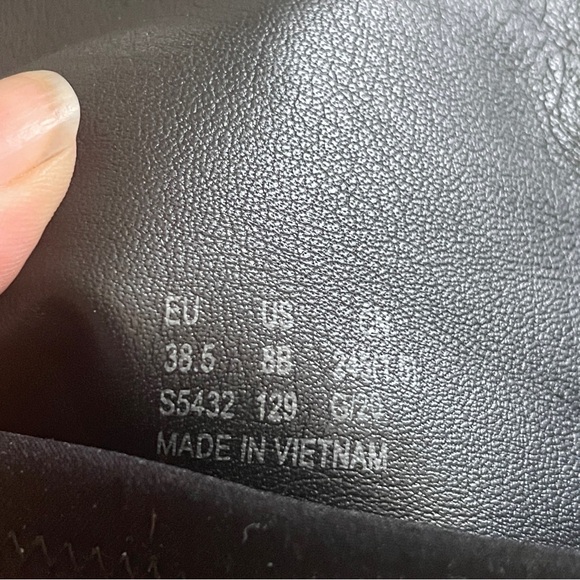 EU US
38.5 8B
S5432 129
MADE IN VIETNAM